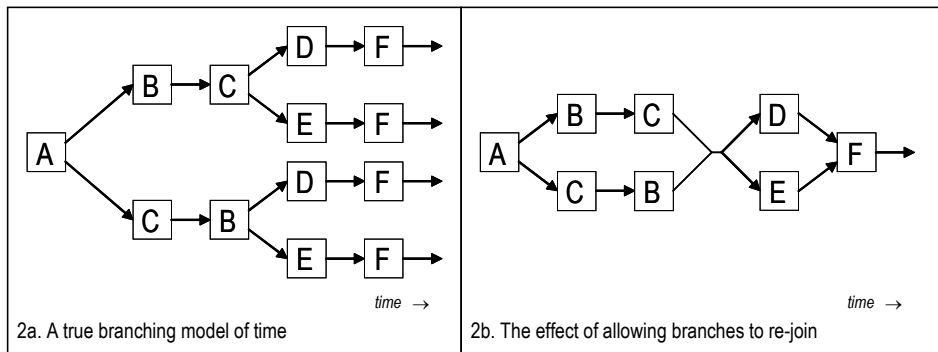 D F
B C
E F
A
D F
C B
E F
time →
2a. A true branching model of time
B C D
A F
C B E
time →
2b. The effect of allowing branches to re-join